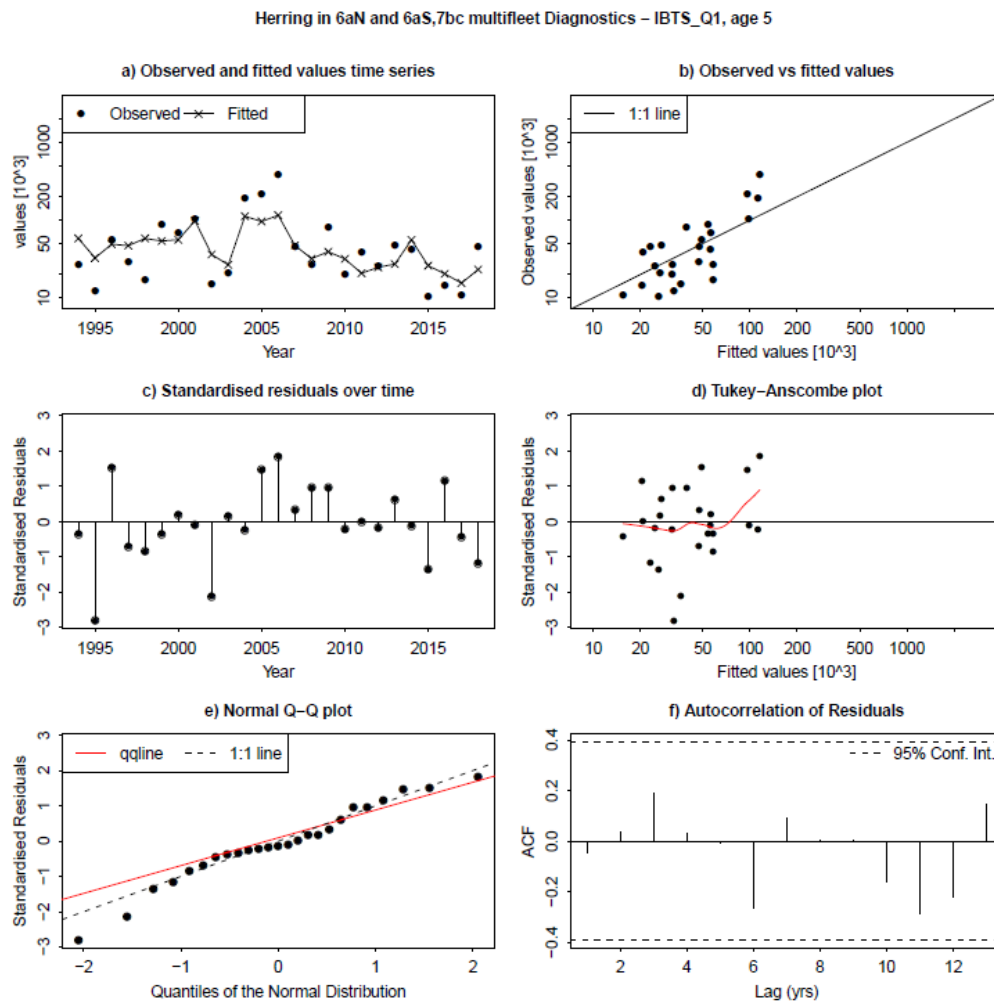 Herring in 6aN and 6aS,7bc multifleet Diagnostics – IBTS_Q1, age 5
a) Observed and fitted values time series
Observed Fitted
values [10^3]
10 50 200 1000
1995 2000 2005 2010 2015
Year
b) Observed vs fitted values
1:1 line
Observed values [10^3]
10 50 200 1000
10 20 50 100 200 500 1000
Fitted values [10^3]
c) Standardised residuals over time
Standardised Residuals
−3 −2 −1 0 1 2 3
1995 2000 2005 2010 2015
Year
d) Tukey–Anscombe plot
Standardised Residuals
−3 −2 −1 0 1 2 3
10 20 50 100 200 500 1000
Fitted values [10^3]
e) Normal Q–Q plot
qqline 1:1 line
Standardised Residuals
−3 −2 −1 0 1 2 3
−2 −1 0 1 2
Quantiles of the Normal Distribution
f) Autocorrelation of Residuals
95% Conf. Int.
ACF
−0.4 −0.2 0.0 0.2 0.4
2 4 6 8 10 12
Lag (yrs)